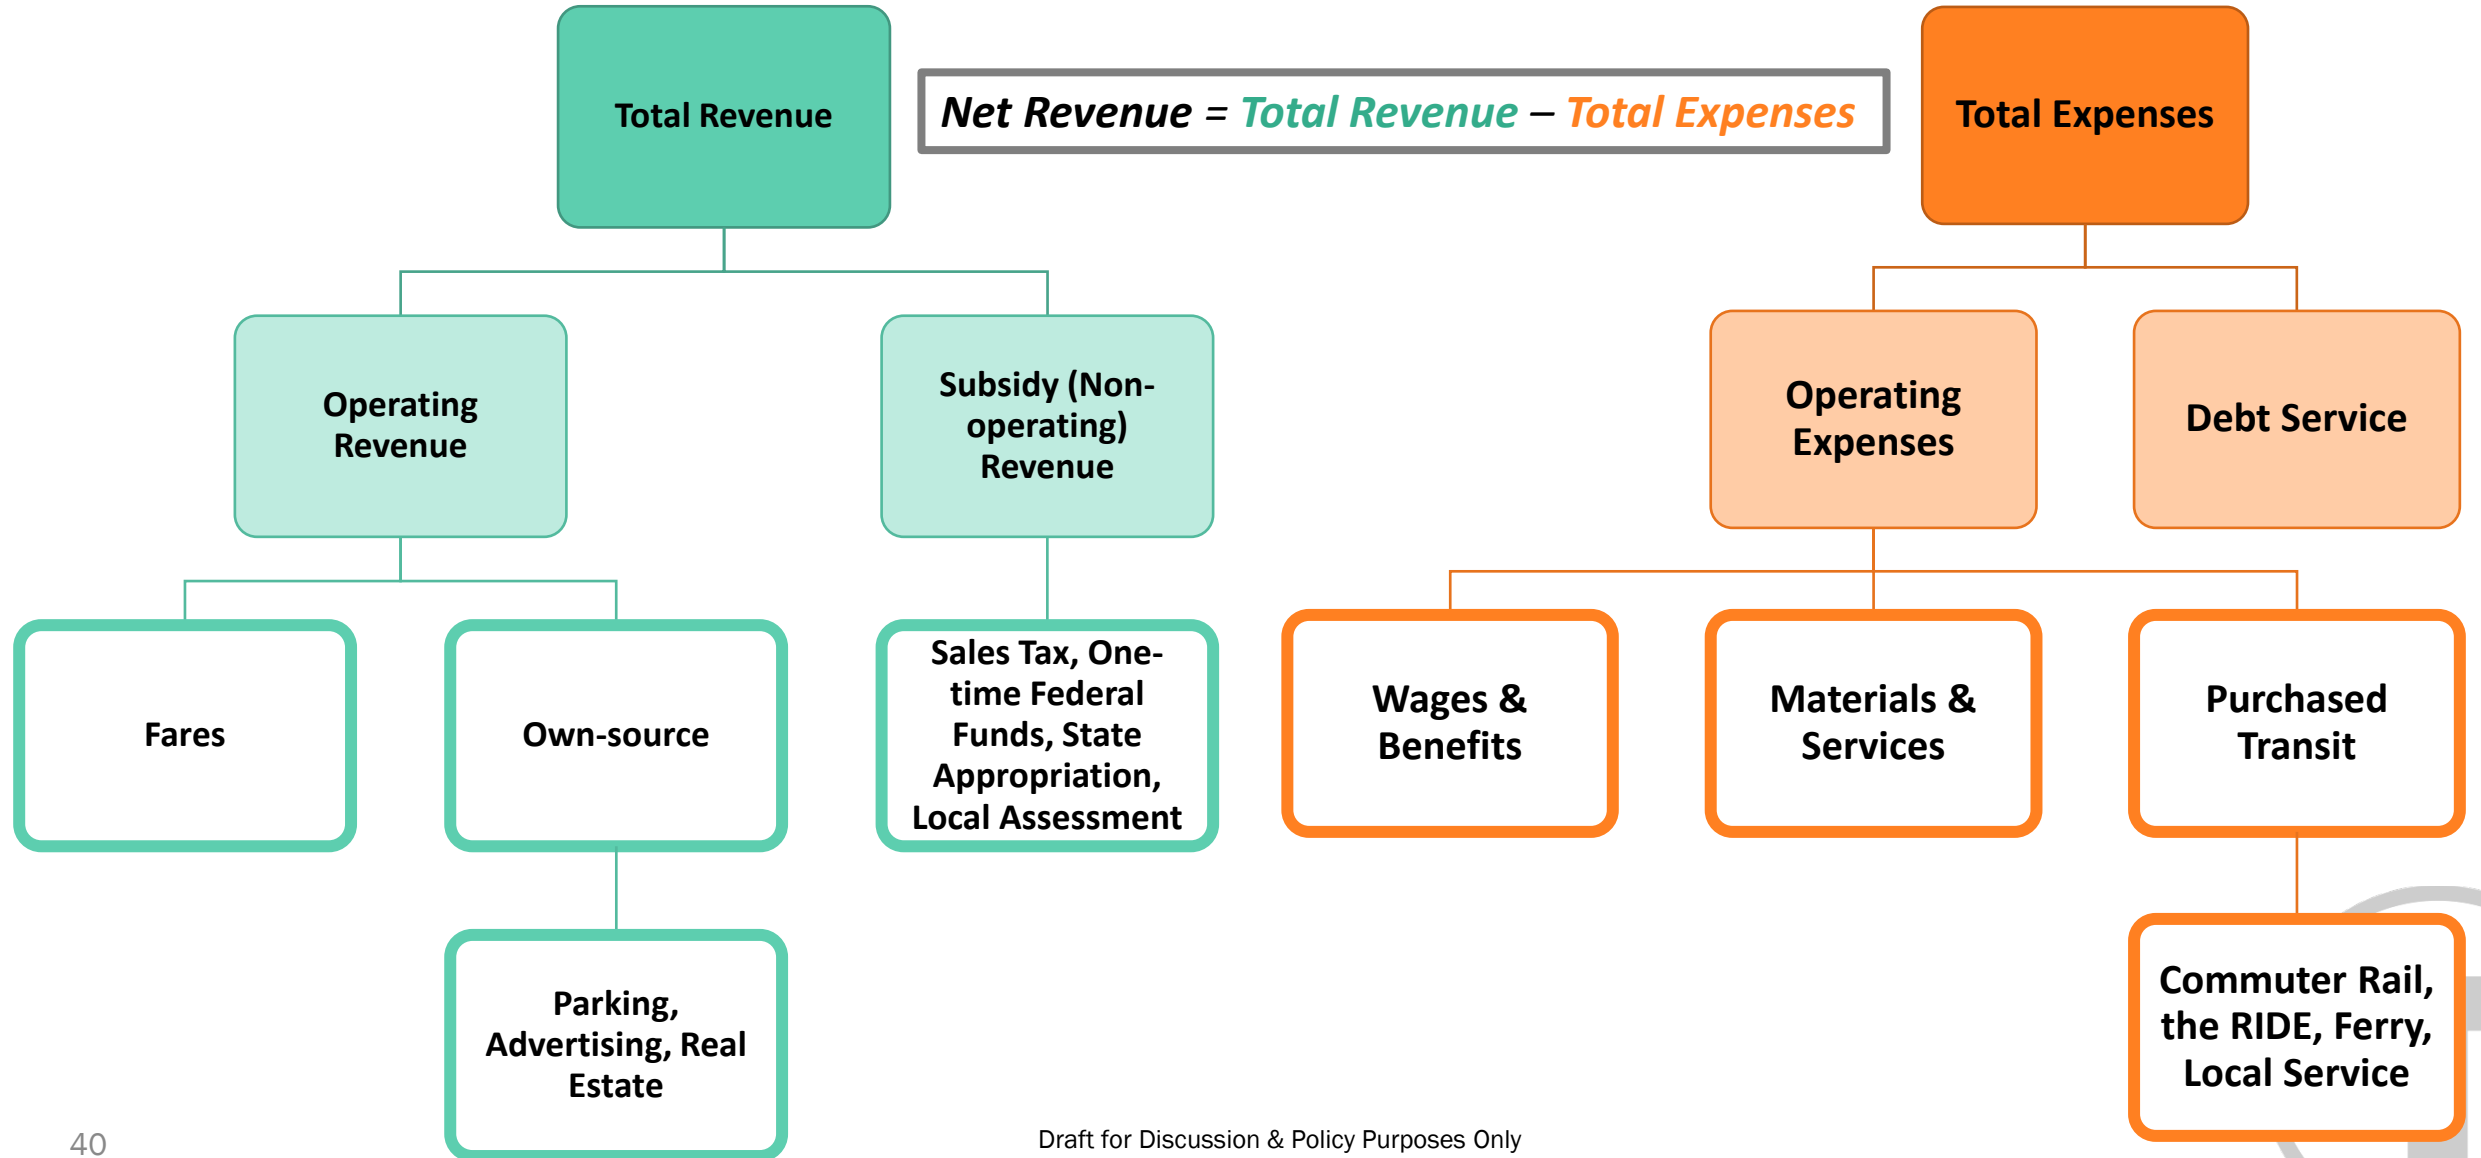 Total Revenue
Net Revenue = Total Revenue – Total Expenses
Total Expenses
Operating
Revenue
Subsidy (Non-
operating)
Revenue
Operating
Expenses
Debt Service
Fares
Own-source
Sales Tax, One-
time Federal
Funds, State
Appropriation,
Local Assessment
Wages &
Benefits
Materials &
Services
Purchased
Transit
Parking,
Advertising, Real
Estate
Commuter Rail,
the RIDE, Ferry,
Local Service
40
Draft for Discussion & Policy Purposes Only